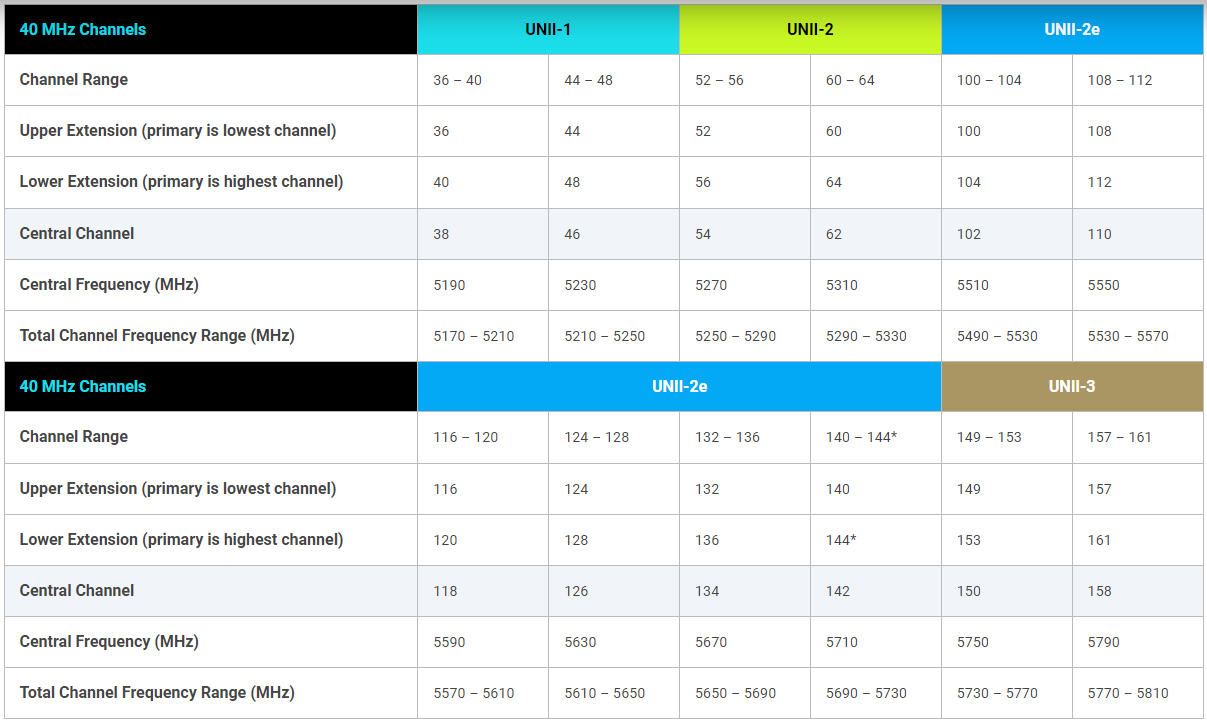 40 MHz Channels UNII-1 UNII-2 UNII-2e
Channel Range 36 – 40 44 – 48 52 – 56 60 – 64 100 – 104 108 – 112
Upper Extension (primary is lowest channel) 36 44 52 60 100 108
Lower Extension (primary is highest channel) 40 48 56 64 104 112
Central Channel 38 46 54 62 102 110
Central Frequency (MHz) 5190 5230 5270 5310 5510 5550
Total Channel Frequency Range (MHz) 5170 – 5210 5210 – 5250 5250 – 5290 5290 – 5330 5490 – 5530 5530 – 5570
40 MHz Channels UNII-2e UNII-3
Channel Range 116 – 120 124 – 128 132 – 136 140 – 144* 149 – 153 157 – 161
Upper Extension (primary is lowest channel) 116 124 132 140 149 157
Lower Extension (primary is highest channel) 120 128 136 144* 153 161
Central Channel 118 126 134 142 150 158
Central Frequency (MHz) 5590 5630 5670 5710 5750 5790
Total Channel Frequency Range (MHz) 5570 – 5610 5610 – 5650 5650 – 5690 5690 – 5730 5730 – 5770 5770 – 5810